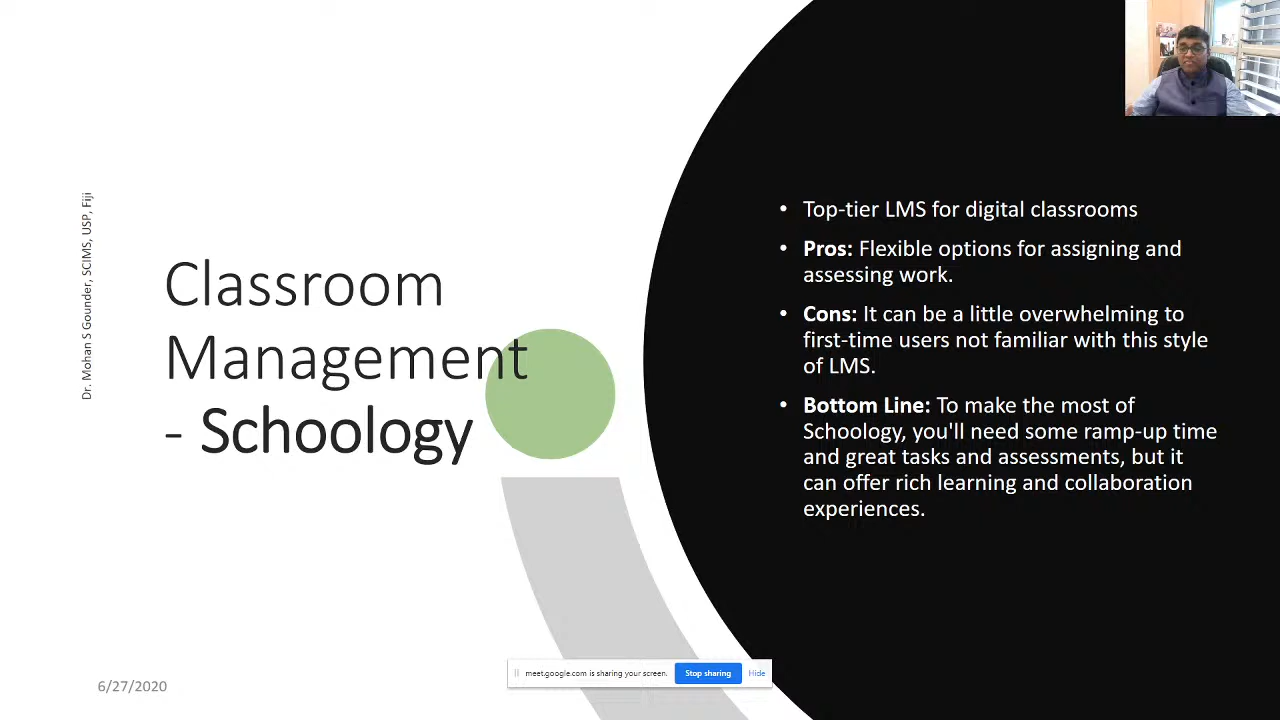 Dr. Mohan S Gounder, SCIMS, USP, Fiji
Classroom
Management
- Schoology
• Top-tier LMS for digital classrooms
• Pros: Flexible options for assigning and
assessing work.
• Cons: It can be a little overwhelming to
first-time users not familiar with this style
of LMS.
• Bottom Line: To make the most of
Schoology, you'll need some ramp-up time
and great tasks and assessments, but it
can offer rich learning and collaboration
experiences.
meet.google.com is sharing your screen. Stop sharing Hide
6/27/2020